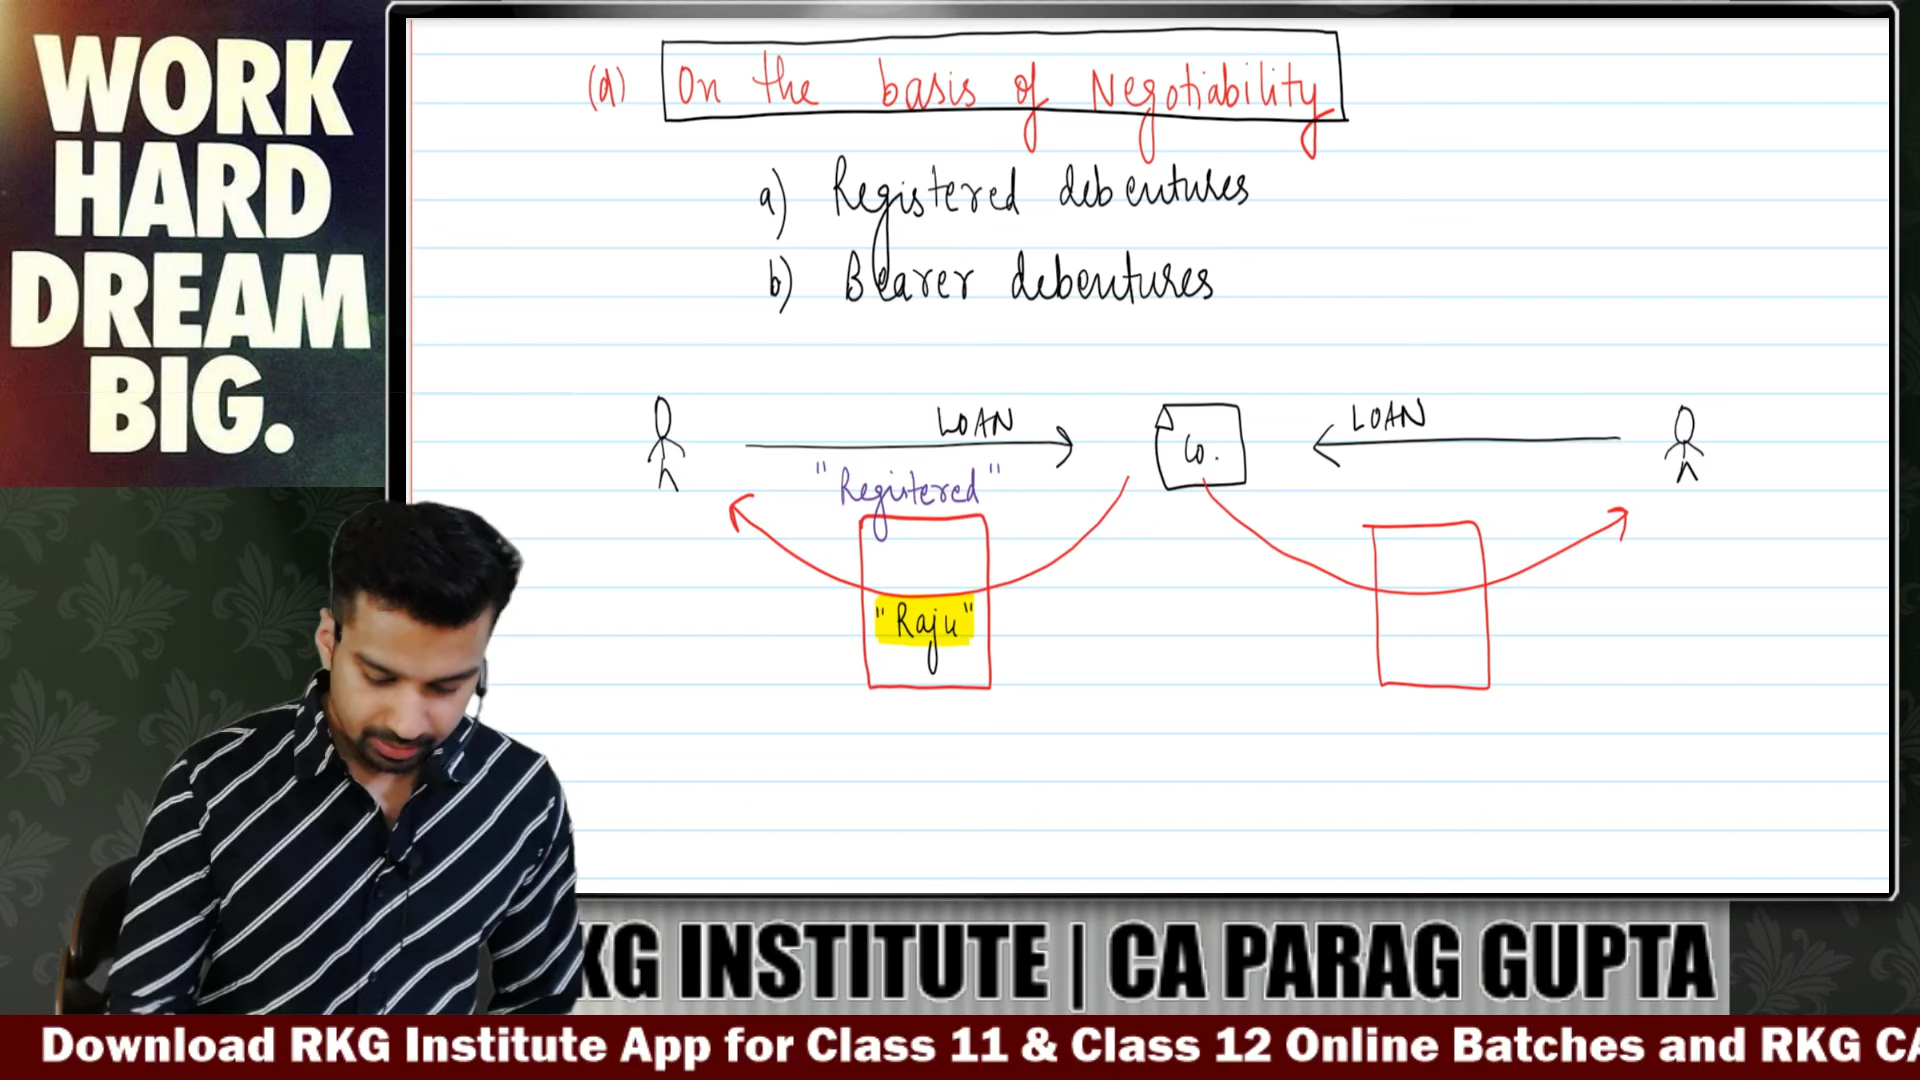 WORK
HARD
DREAM
BIG.
(d) On the basis of Negotiability
a) Registered debentures
b) Bearer debentures
LOAN
Co.
LOAN
"Registered"
"Raju"
KG INSTITUTE | CA PARAG GUPTA
Download RKG Institute App for Class 11 & Class 12 Online Batches and RKG CA